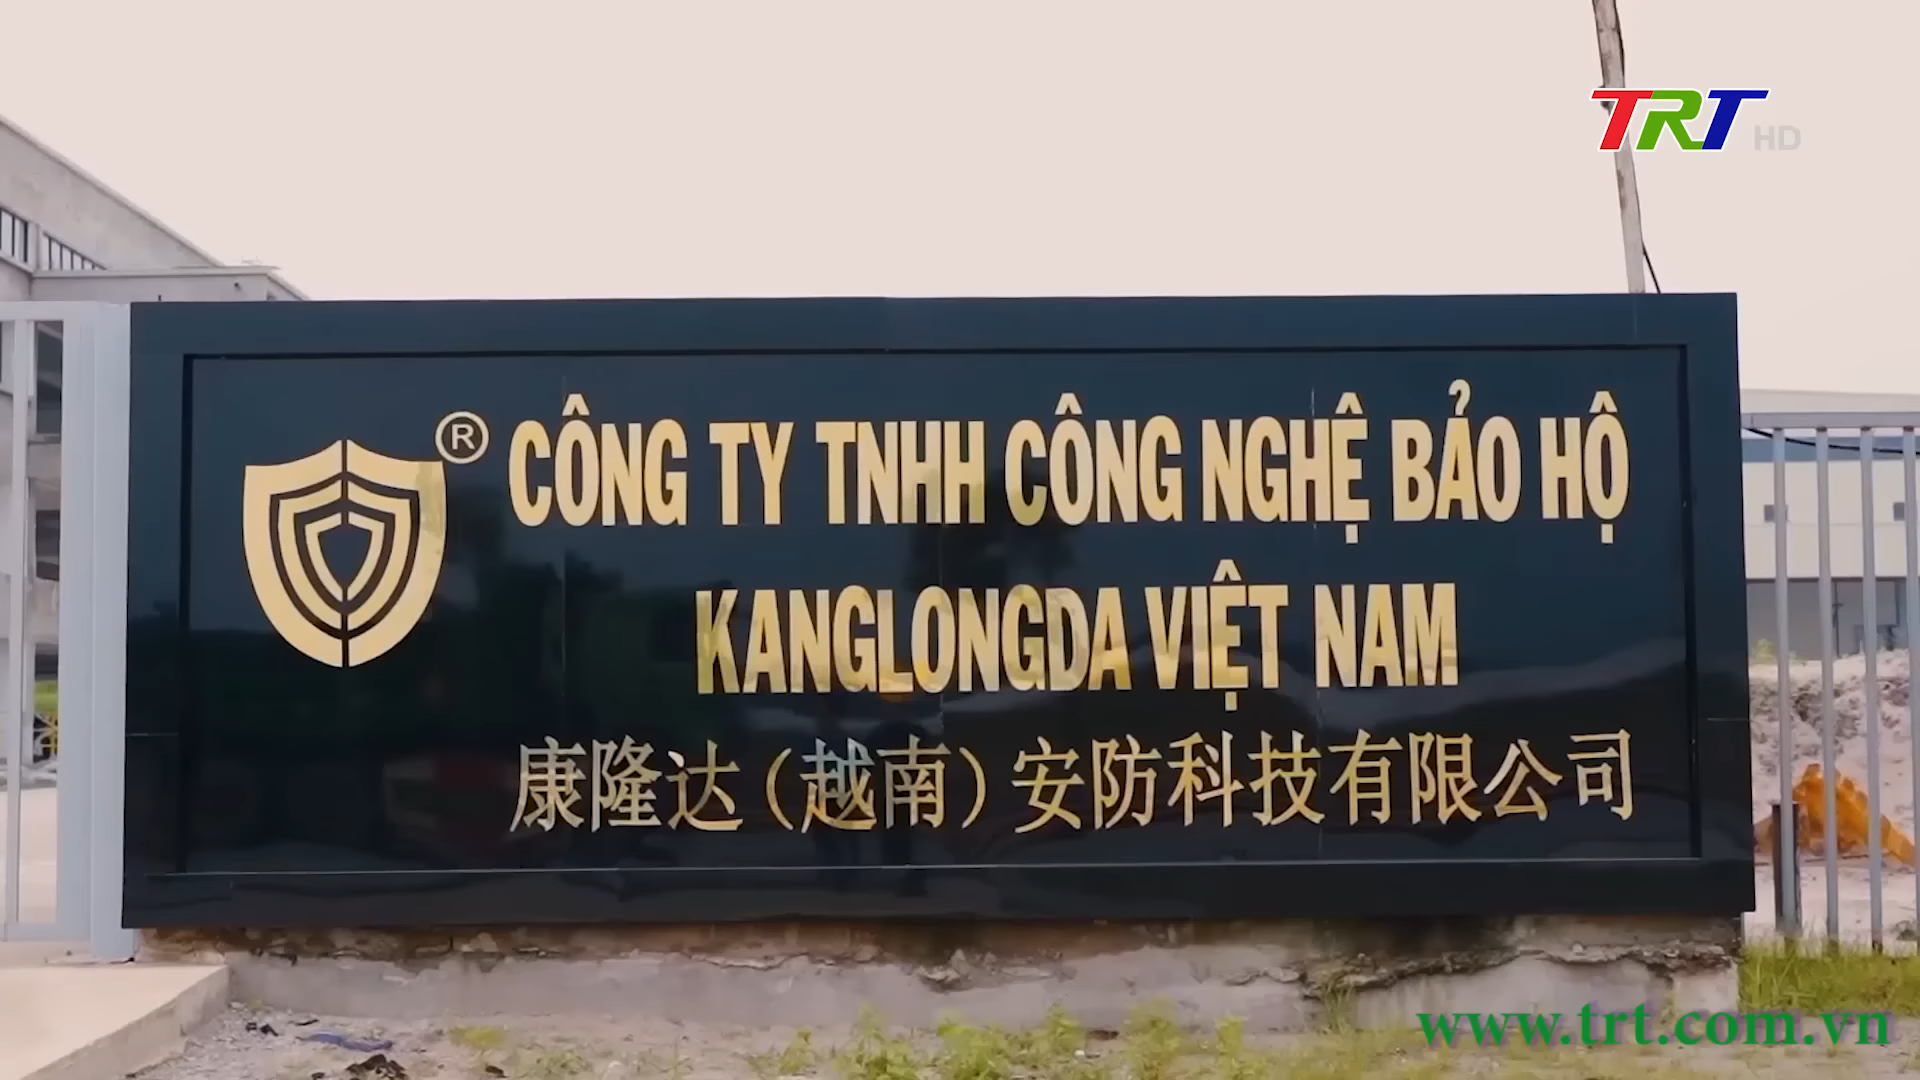 TRT HD
® CÔNG TY TNHH CÔNG NGHỆ BẢO HỘ
KANGLONGDA VIỆT NAM
康隆达（越南）安防科技有限公司
www.trt.com.vn